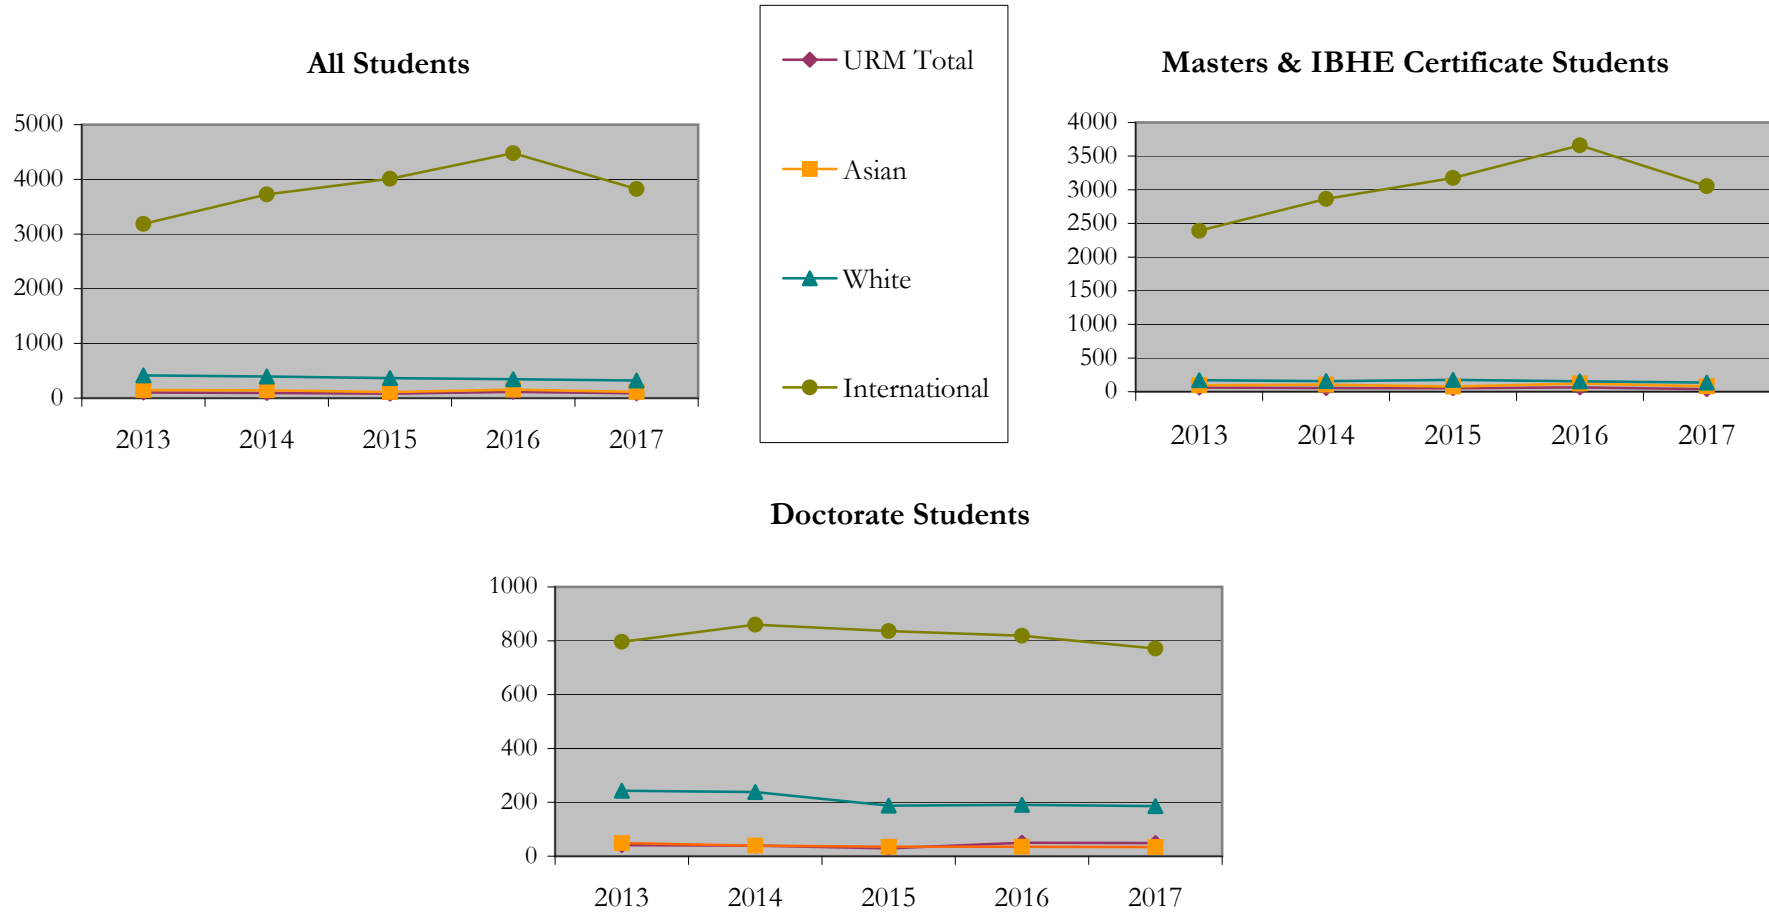 All Students
5000
4000
3000
2000
1000
0
2013 2014 2015 2016 2017
URM Total
Asian
White
International
Masters & IBHE Certificate Students
4000
3500
3000
2500
2000
1500
1000
500
0
2013 2014 2015 2016 2017
Doctorate Students
1000
800
600
400
200
0
2013 2014 2015 2016 2017